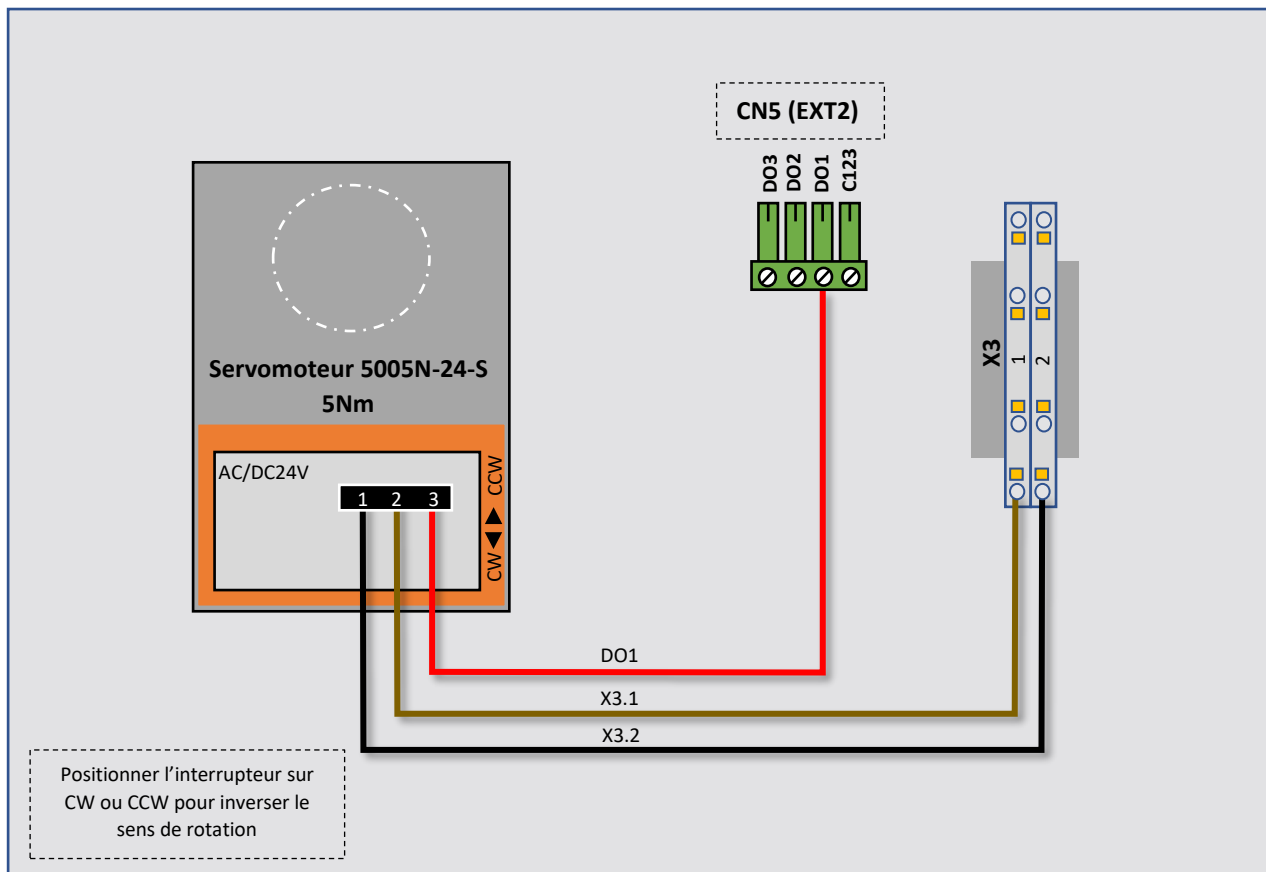 CN5 (EXT2)
DO3
DO2
DO1
C123
Servomoteur 5005N-24-S
5Nm
AC/DC24V
1 2 3
CW ◀ ▶ CCW
X3
1
2
DO1
X3.1
X3.2
Positionner l’interrupteur sur
CW ou CCW pour inverser le
sens de rotation